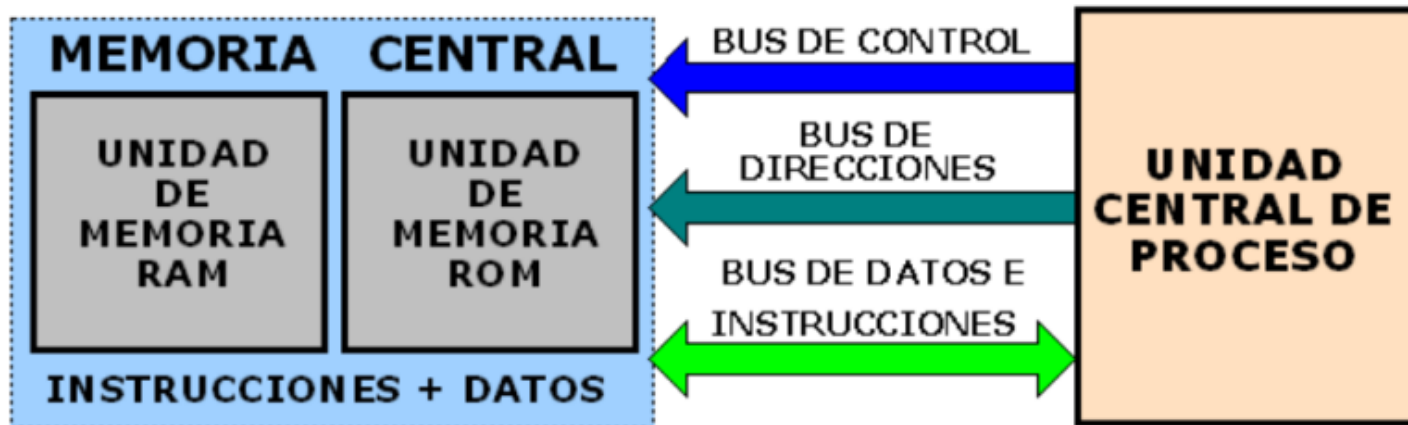 MEMORIA CENTRAL
UNIDAD
DE
MEMORIA
RAM
UNIDAD
DE
MEMORIA
ROM
INSTRUCCIONES + DATOS
BUS DE CONTROL
BUS DE
DIRECCIONES
BUS DE DATOS E
INSTRUCCIONES
UNIDAD
CENTRAL DE
PROCESO